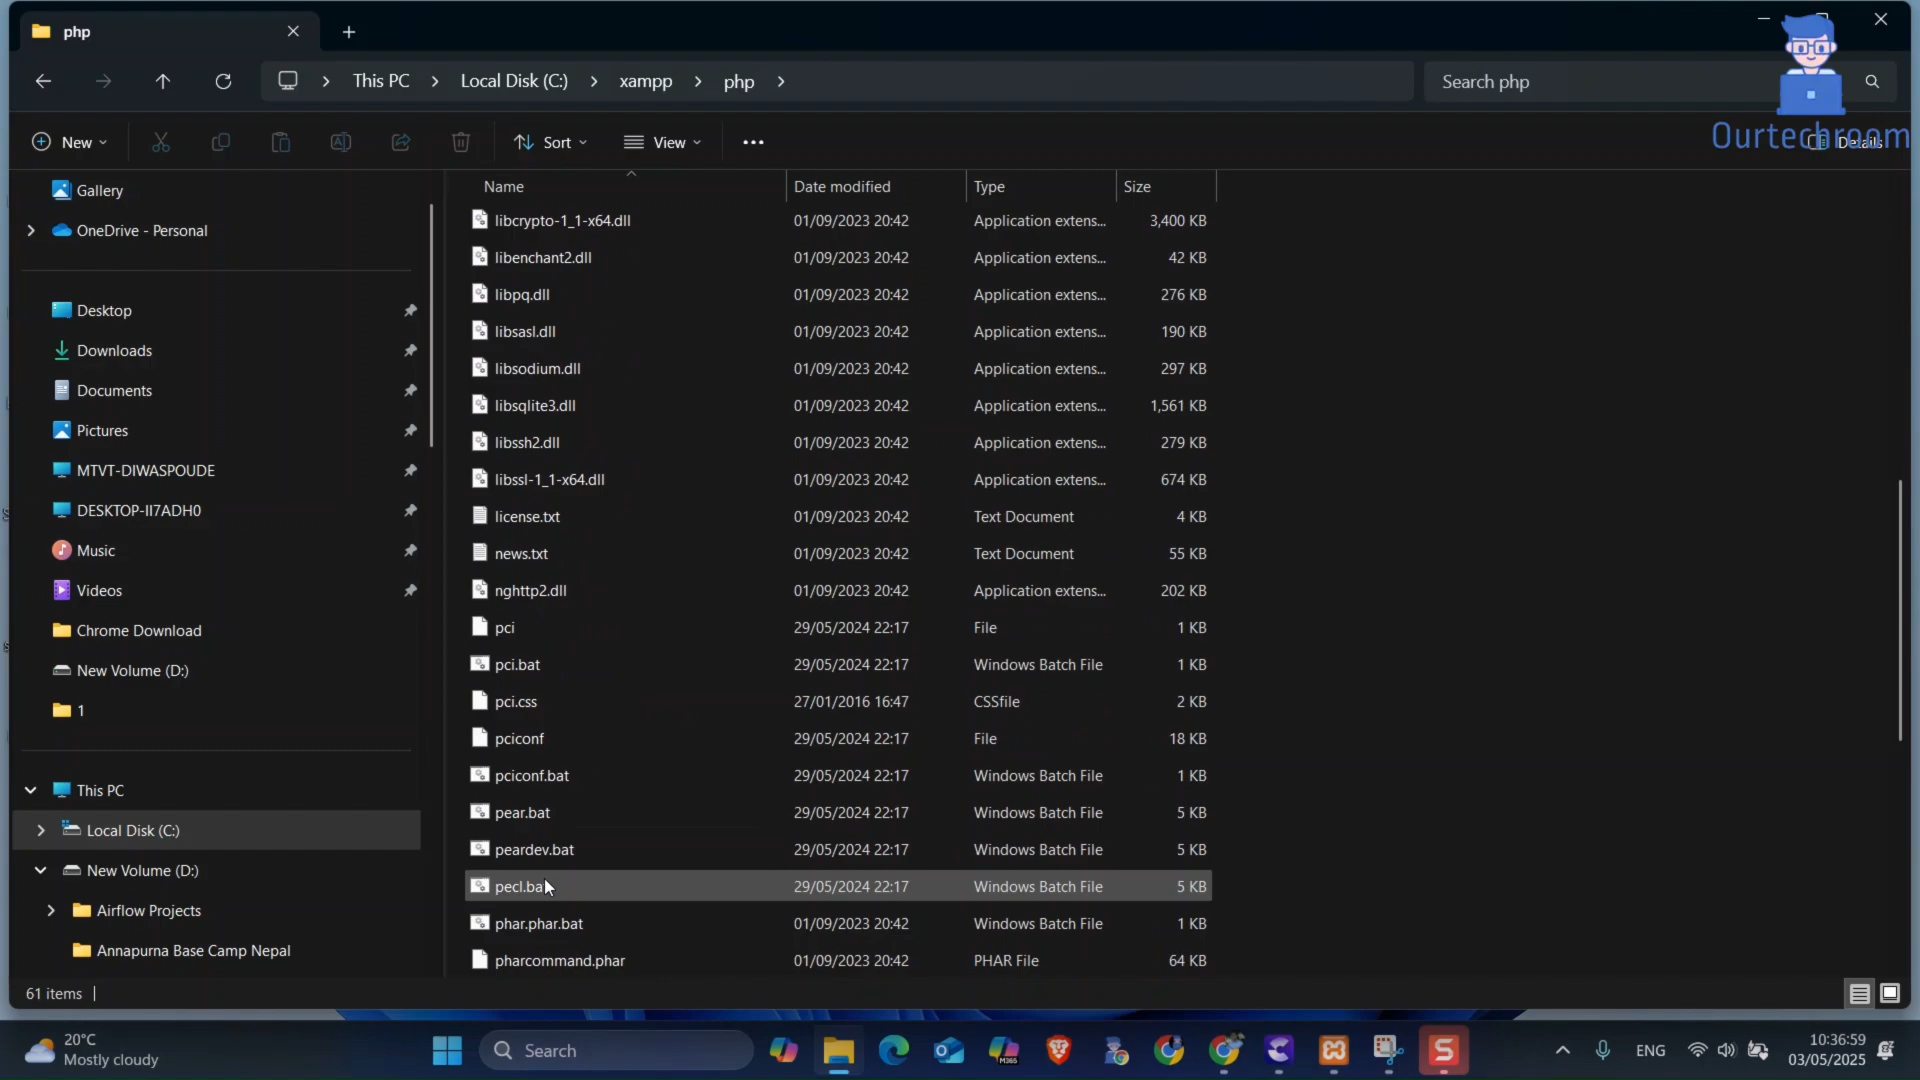 php
This PC Local Disk (C:) xampp php
Search php
New
Sort
View
Details
Ourtechroom
Gallery
OneDrive - Personal
Desktop
Downloads
Documents
Pictures
MTVT-DIWASPOUDE
DESKTOP-II7ADH0
Music
Videos
Chrome Download
New Volume (D:)
1
This PC
Local Disk (C:)
New Volume (D:)
Airflow Projects
Annapurna Base Camp Nepal
Name Date modified Type Size
libcrypto-1_1-x64.dll 01/09/2023 20:42 Application extens... 3,400 KB
libenchant2.dll 01/09/2023 20:42 Application extens... 42 KB
libpq.dll 01/09/2023 20:42 Application extens... 276 KB
libsasl.dll 01/09/2023 20:42 Application extens... 190 KB
libsodium.dll 01/09/2023 20:42 Application extens... 297 KB
libsqlite3.dll 01/09/2023 20:42 Application extens... 1,561 KB
libssh2.dll 01/09/2023 20:42 Application extens... 279 KB
libssl-1_1-x64.dll 01/09/2023 20:42 Application extens... 674 KB
license.txt 01/09/2023 20:42 Text Document 4 KB
news.txt 01/09/2023 20:42 Text Document 55 KB
nghttp2.dll 01/09/2023 20:42 Application extens... 202 KB
pci 29/05/2024 22:17 File 1 KB
pci.bat 29/05/2024 22:17 Windows Batch File 1 KB
pci.css 27/01/2016 16:47 CSSfile 2 KB
pciconf 29/05/2024 22:17 File 18 KB
pciconf.bat 29/05/2024 22:17 Windows Batch File 1 KB
pear.bat 29/05/2024 22:17 Windows Batch File 5 KB
peardev.bat 29/05/2024 22:17 Windows Batch File 5 KB
pecl.bat 29/05/2024 22:17 Windows Batch File 5 KB
phar.phar.bat 01/09/2023 20:42 Windows Batch File 1 KB
pharcommand.phar 01/09/2023 20:42 PHAR File 64 KB
61 items
20°C
Mostly cloudy
Search
M365
S
ENG
10:36:59
03/05/2025